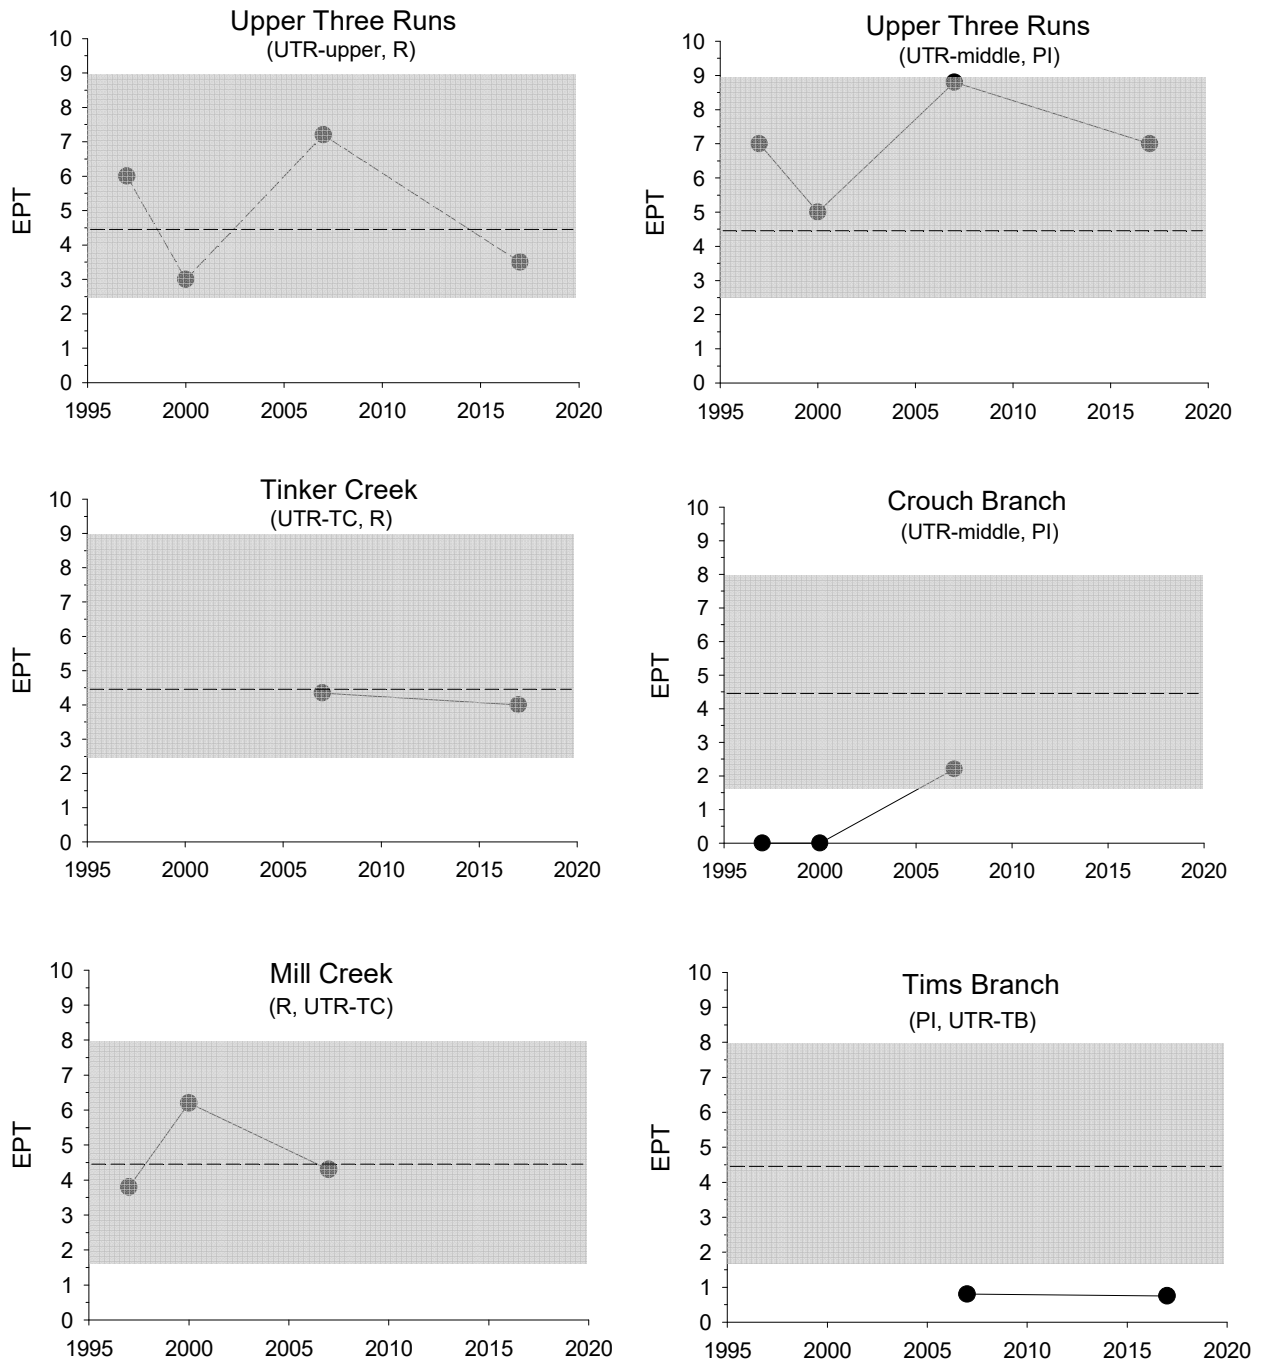 Upper Three Runs
(UTR-upper, R)
EPT
10
9
8
7
6
5
4
3
2
1
0
1995 2000 2005 2010 2015 2020
Upper Three Runs
(UTR-middle, PI)
EPT
10
9
8
7
6
5
4
3
2
1
0
1995 2000 2005 2010 2015 2020
Tinker Creek
(UTR-TC, R)
EPT
10
9
8
7
6
5
4
3
2
1
0
1995 2000 2005 2010 2015 2020
Crouch Branch
(UTR-middle, PI)
EPT
10
9
8
7
6
5
4
3
2
1
0
1995 2000 2005 2010 2015 2020
Mill Creek
(R, UTR-TC)
EPT
10
9
8
7
6
5
4
3
2
1
0
1995 2000 2005 2010 2015 2020
Tims Branch
(PI, UTR-TB)
EPT
10
9
8
7
6
5
4
3
2
1
0
1995 2000 2005 2010 2015 2020